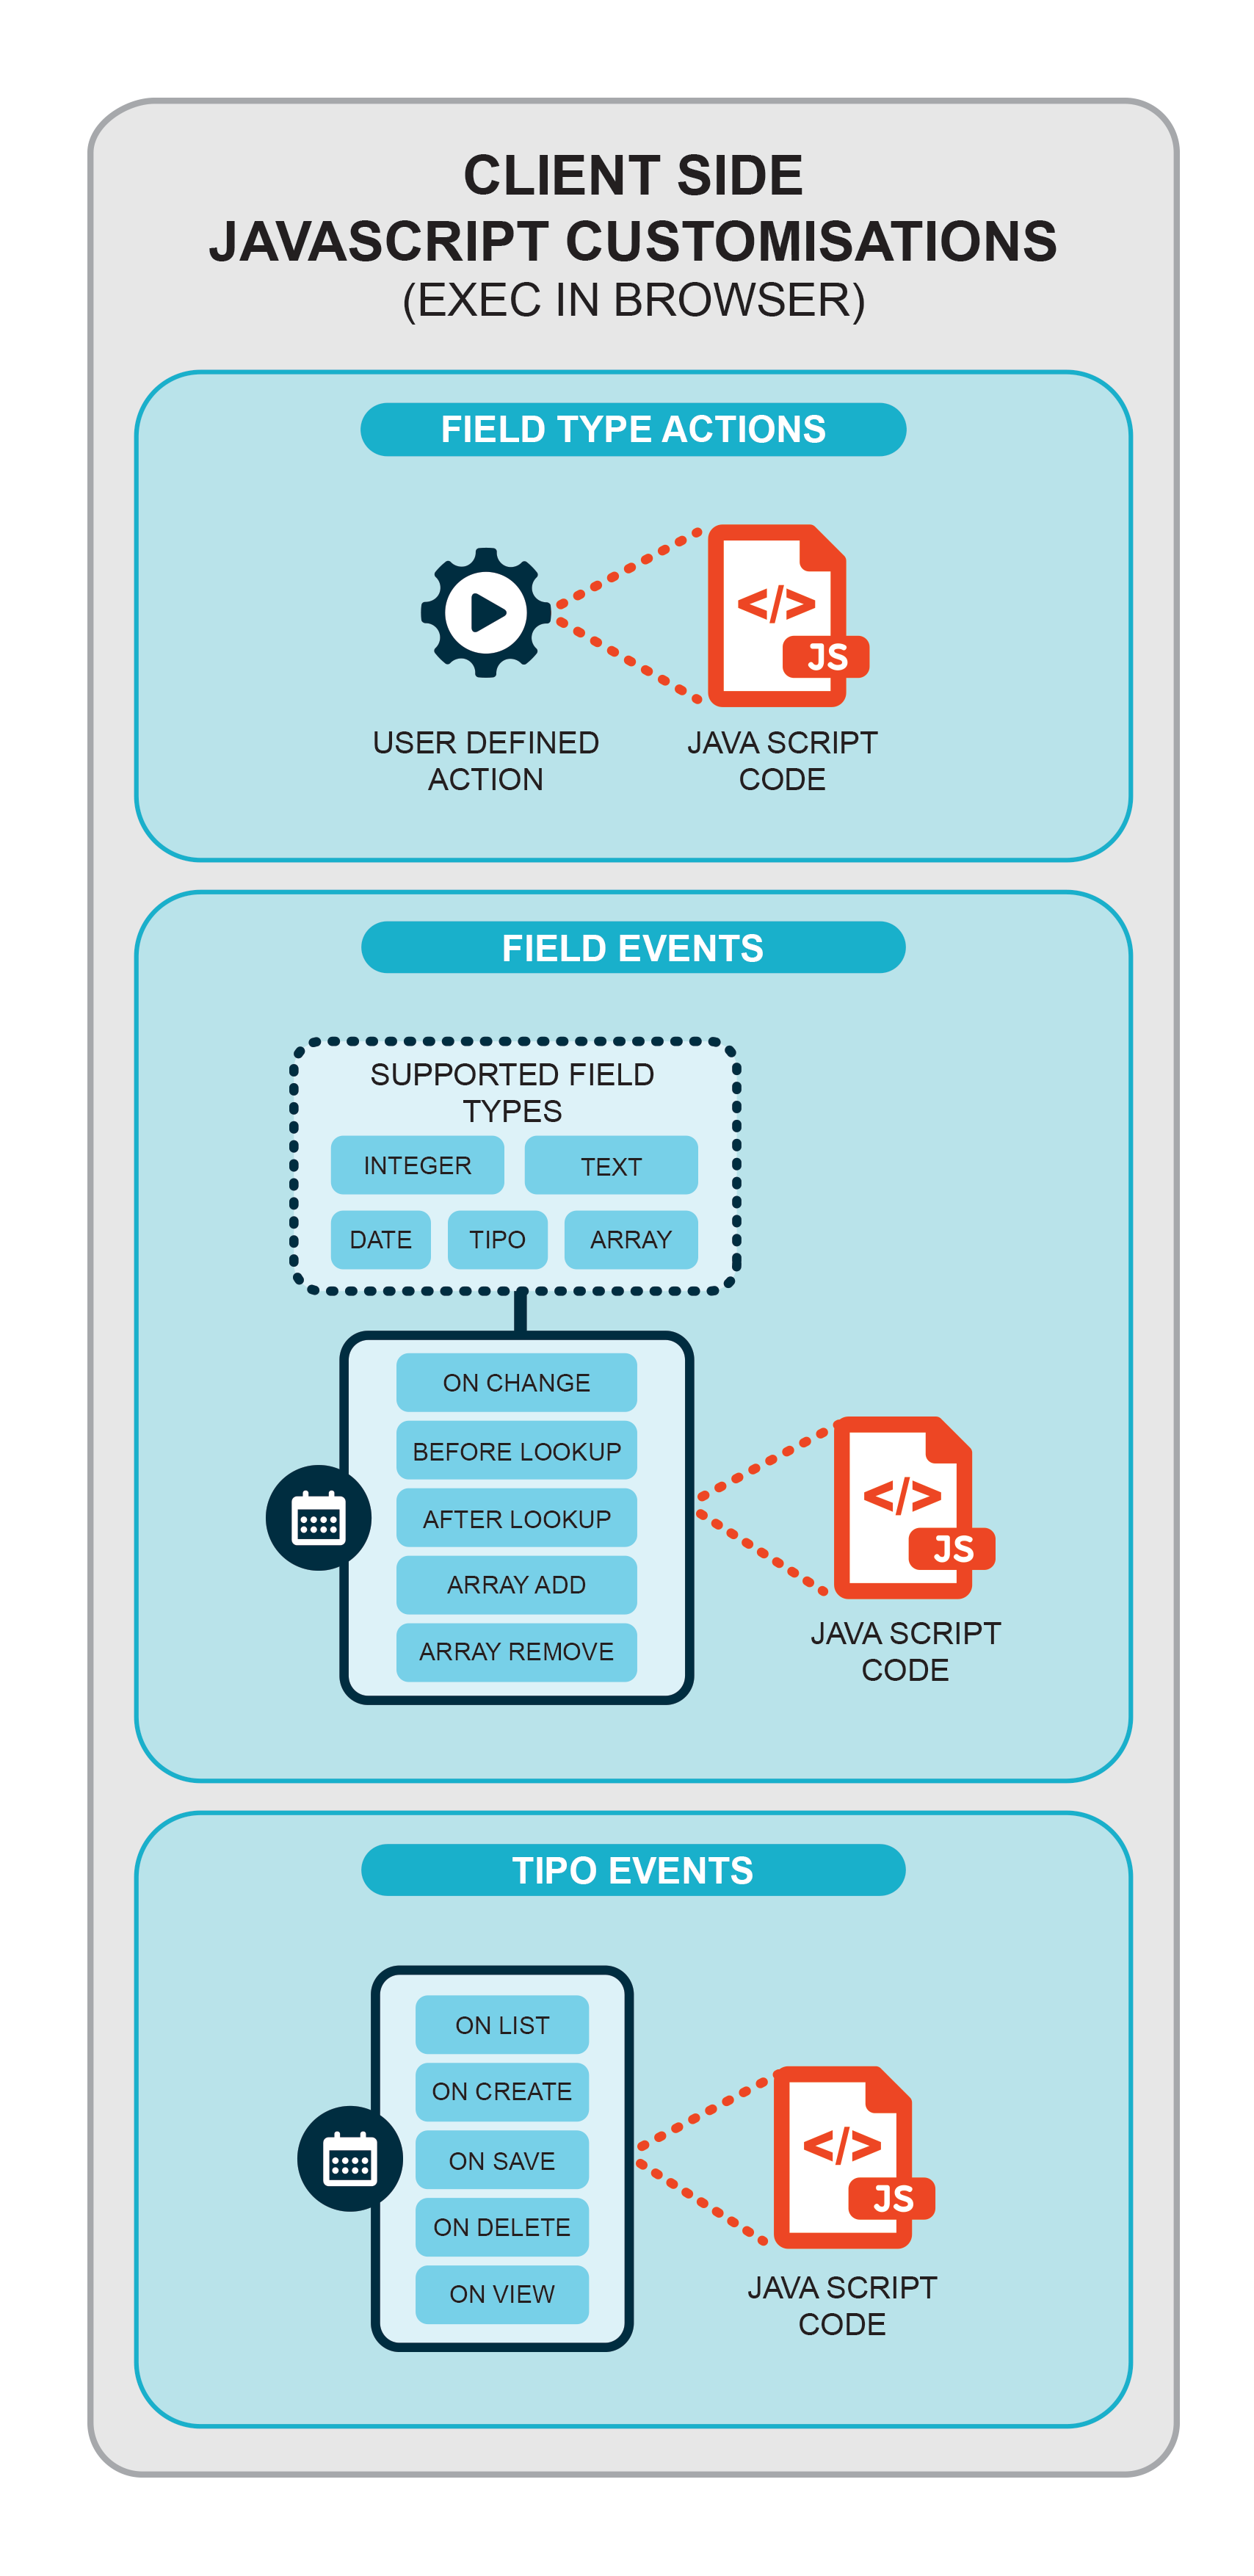 CLIENT SIDE
JAVASCRIPT CUSTOMISATIONS
(EXEC IN BROWSER)
FIELD TYPE ACTIONS
</>
JS
USER DEFINED
ACTION
JAVA SCRIPT
CODE
FIELD EVENTS
SUPPORTED FIELD
TYPES
INTEGER
TEXT
DATE
TIPO
ARRAY
ON CHANGE
BEFORE LOOKUP
AFTER LOOKUP
ARRAY ADD
ARRAY REMOVE
</>
JS
JAVA SCRIPT
CODE
TIPO EVENTS
ON LIST
ON CREATE
ON SAVE
ON DELETE
ON VIEW
</>
JS
JAVA SCRIPT
CODE